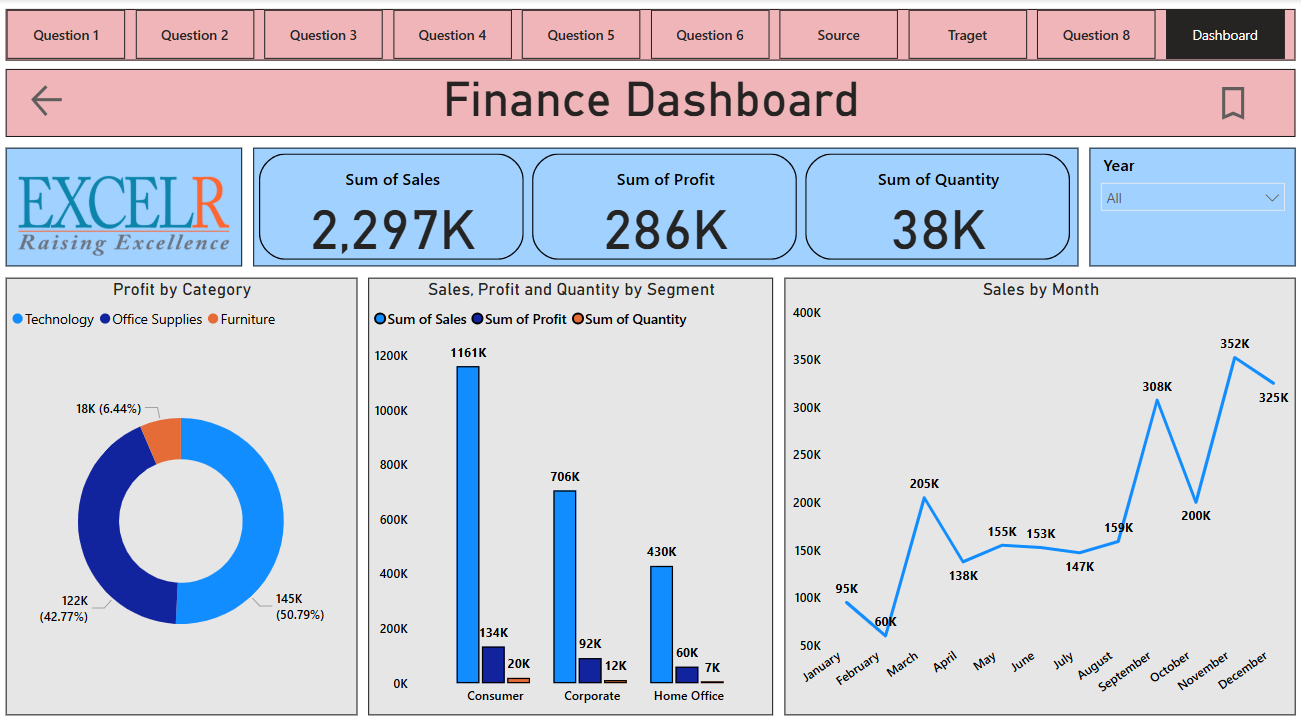 Question 1
Question 2
Question 3
Question 4
Question 5
Question 6
Source
Traget
Question 8
Dashboard
Finance Dashboard
EXCELR
Raising Excellence
Sum of Sales
2,297K
Sum of Profit
286K
Sum of Quantity
38K
Year
All
Profit by Category
Technology Office Supplies Furniture
18K (6.44%)
122K
(42.77%)
145K
(50.79%)
Sales, Profit and Quantity by Segment
Sum of Sales Sum of Profit Sum of Quantity
1200K
1000K
800K
600K
400K
200K
0K
1161K
134K
20K
706K
92K
12K
430K
60K
7K
Consumer
Corporate
Home Office
Sales by Month
400K
350K
300K
250K
200K
150K
100K
50K
95K
60K
205K
138K
155K
153K
147K
159K
308K
200K
352K
325K
January
February
March
April
May
June
July
August
September
October
November
December